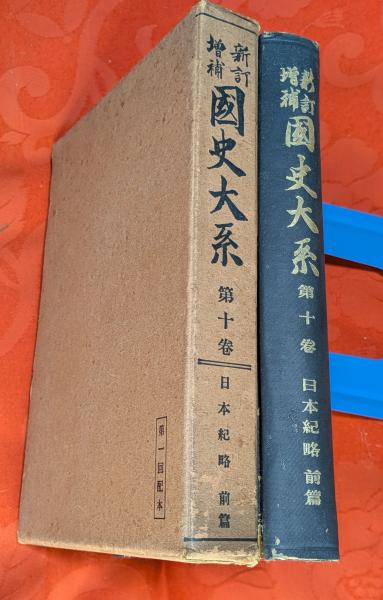 新訂
増補
國史大系
第十卷
日本紀略 前篇
第一回配本
新訂
増補
國史大系
第十卷
日本紀略 前篇